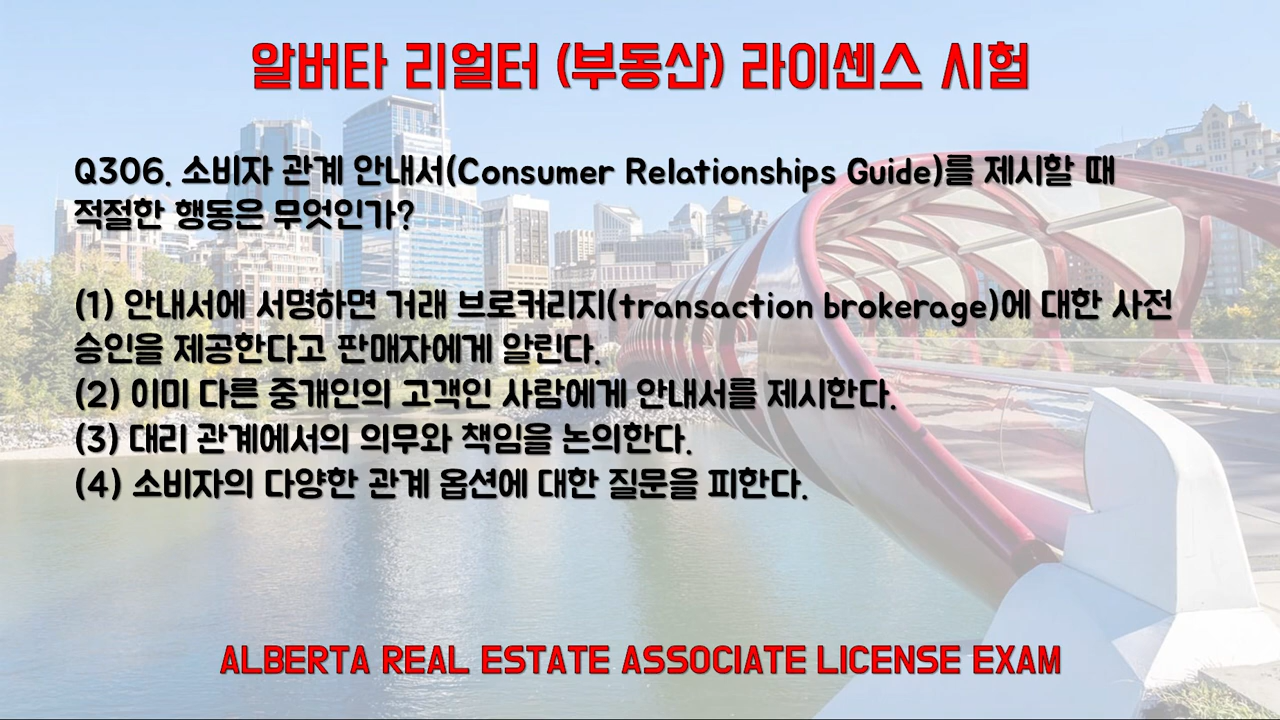 알버타 리얼터 (부동산) 라이센스 시험
Q306. 소비자 관계 안내서(Consumer Relationships Guide)를 제시할 때
적절한 행동은 무엇인가?
(1) 안내서에 서명하면 거래 브로커리지(transaction brokerage)에 대한 사전
승인을 제공한다고 판매자에게 알린다.
(2) 이미 다른 중개인의 고객인 사람에게 안내서를 제시한다.
(3) 대리 관계에서의 의무와 책임을 논의한다.
(4) 소비자의 다양한 관계 옵션에 대한 질문을 피한다.
ALBERTA REAL ESTATE ASSOCIATE LICENSE EXAM